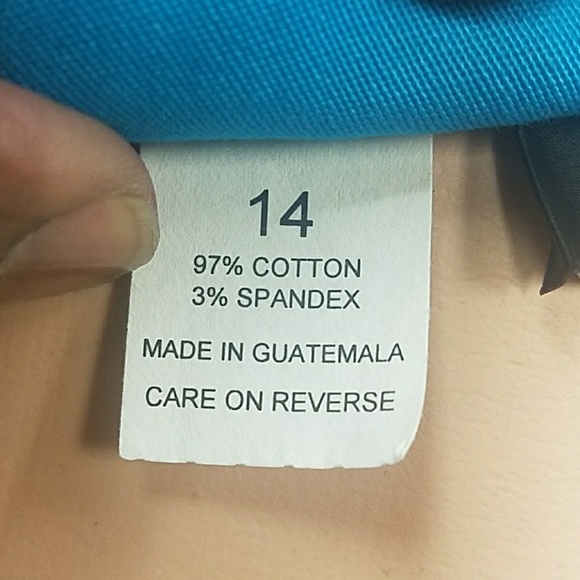 14
97% COTTON
3% SPANDEX
MADE IN GUATEMALA
CARE ON REVERSE